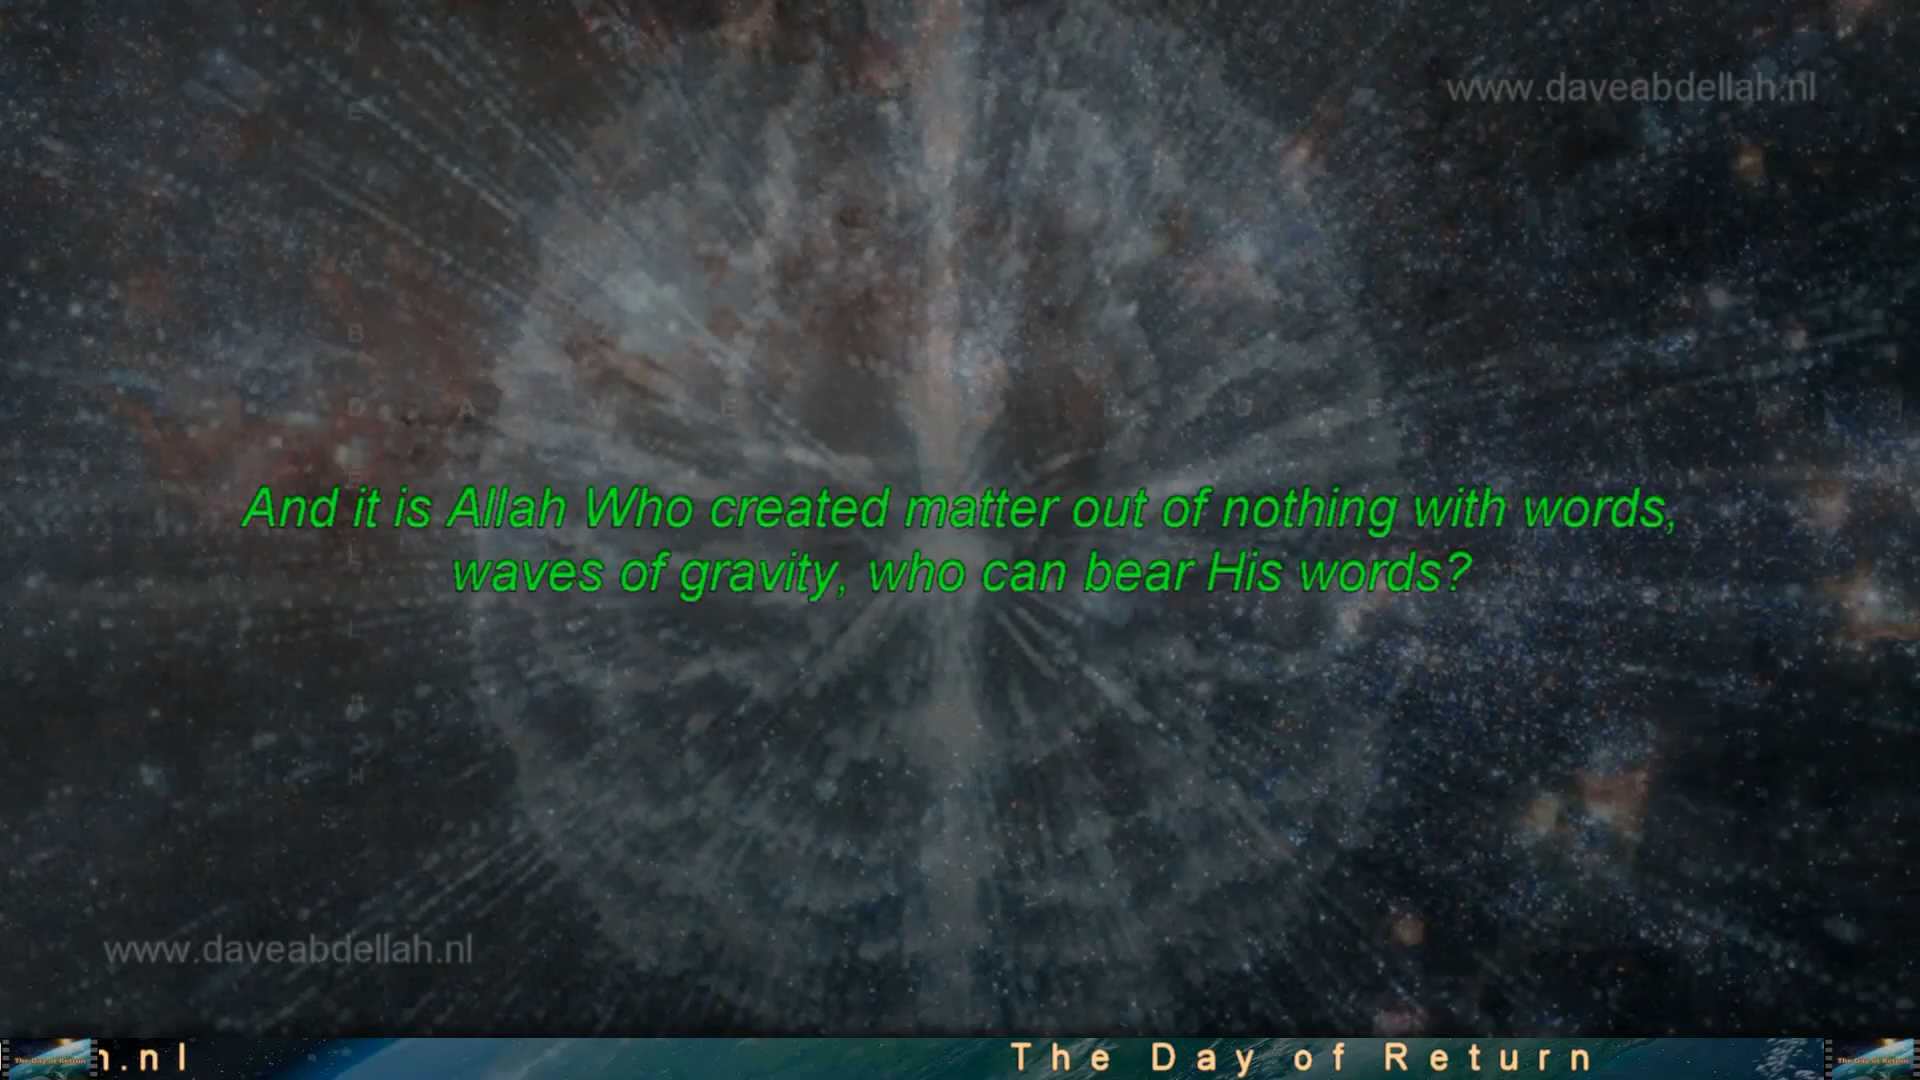 www.daveabdellah.nl
And it is Allah Who created matter out of nothing with words,
waves of gravity, who can bear His words?
www.daveabdellah.nl
h.nl
The Day of Return